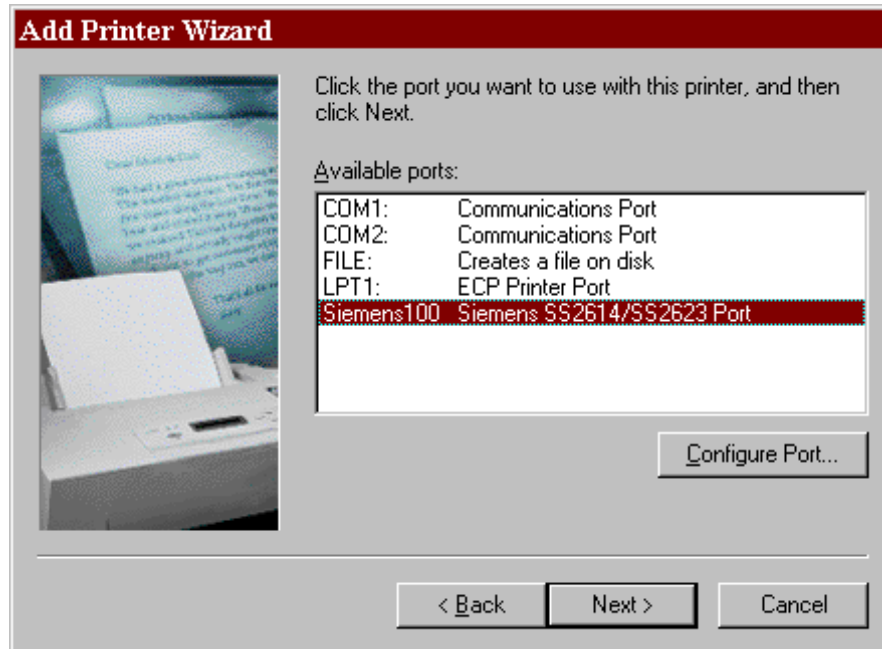 Add Printer Wizard
Click the port you want to use with this printer, and then
click Next.
Available ports:
COM1: Communications Port
COM2: Communications Port
FILE: Creates a file on disk
LPT1: ECP Printer Port
Siemens100 Siemens SS2614/SS2623 Port
Configure Port...
< Back Next > Cancel